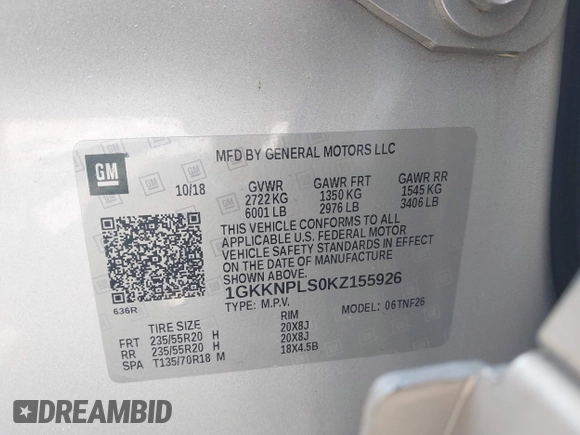 MFD BY GENERAL MOTORS LLC
GM
10/18 GVWR GAWR FRT GAWR RR
2722 KG 1350 KG 1545 KG
6001 LB 2976 LB 3406 LB
THIS VEHICLE CONFORMS TO ALL
APPLICABLE U.S. FEDERAL MOTOR
VEHICLE SAFETY STANDARDS IN EFFECT
ON THE DATE OF MANUFACTURE
SHOWN ABOVE.
1GKKNPLS0KZ155926
TYPE: M.P.V. MODEL: 06TNF26
636R
TIRE SIZE RIM
FRT 235/55R20 H 20X8J
RR 235/55R20 H 20X8J
SPA T135/70R18 M 18X4.5B
DREAMBID